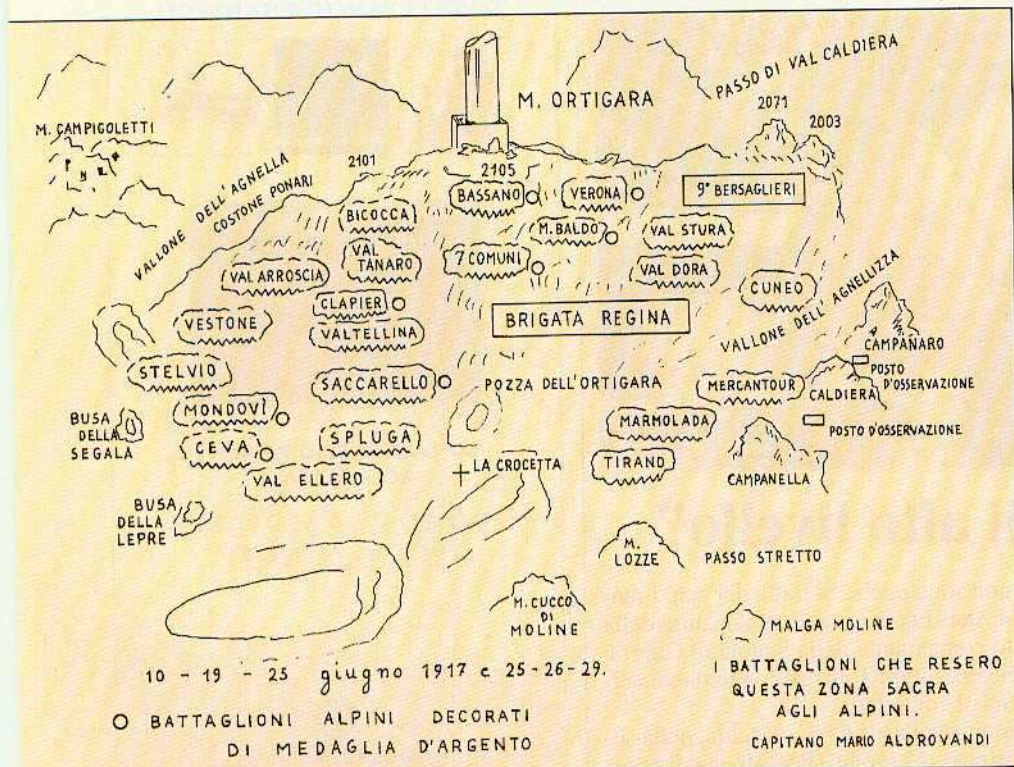 M. ORTIGARA
PASSO DI VAL CALDIERA
2071
2003
M. CAMPIGOLETTI
VALLONE DELL'AGNELLA
COSTONE PONARI
2101
2105
BASSANO
VERONA
9° BERSAGLIERI
BICOCCA
M. BALDO
VAL STURA
VAL TANARO
7 COMUNI
VAL ARROSCIA
VAL DORA
CUNEO
CLAPIER
VESTONE
VALTELLINA
BRIGATA REGINA
VALLONE DELL'AGNELLIZZA
CAMPANARO
STELVIO
SACCARELLO
POZZA DELL'ORTIGARA
MERCANTOUR
CALDIERA
POSTO
D'OSSERVAZIONE
MONDOVÌ
BUSA
DELLA
SEGALA
MARMOLADA
POSTO D'OSSERVAZIONE
CEVA
SPLUGA
LA CROCETTA
TIRANO
CAMPANELLA
VAL ELLERO
BUSA
DELLA
LEPRE
M.
LOZZE
PASSO STRETTO
M. CUCCO
DI
MOLINE
MALGA MOLINE
10 - 19 - 25 giugno 1917 e 25-26-29.
BATTAGLIONI ALPINI DECORATI
DI MEDAGLIA D'ARGENTO
I BATTAGLIONI CHE RESERO
QUESTA ZONA SACRA
AGLI ALPINI.
CAPITANO MARIO ALDROVANDI